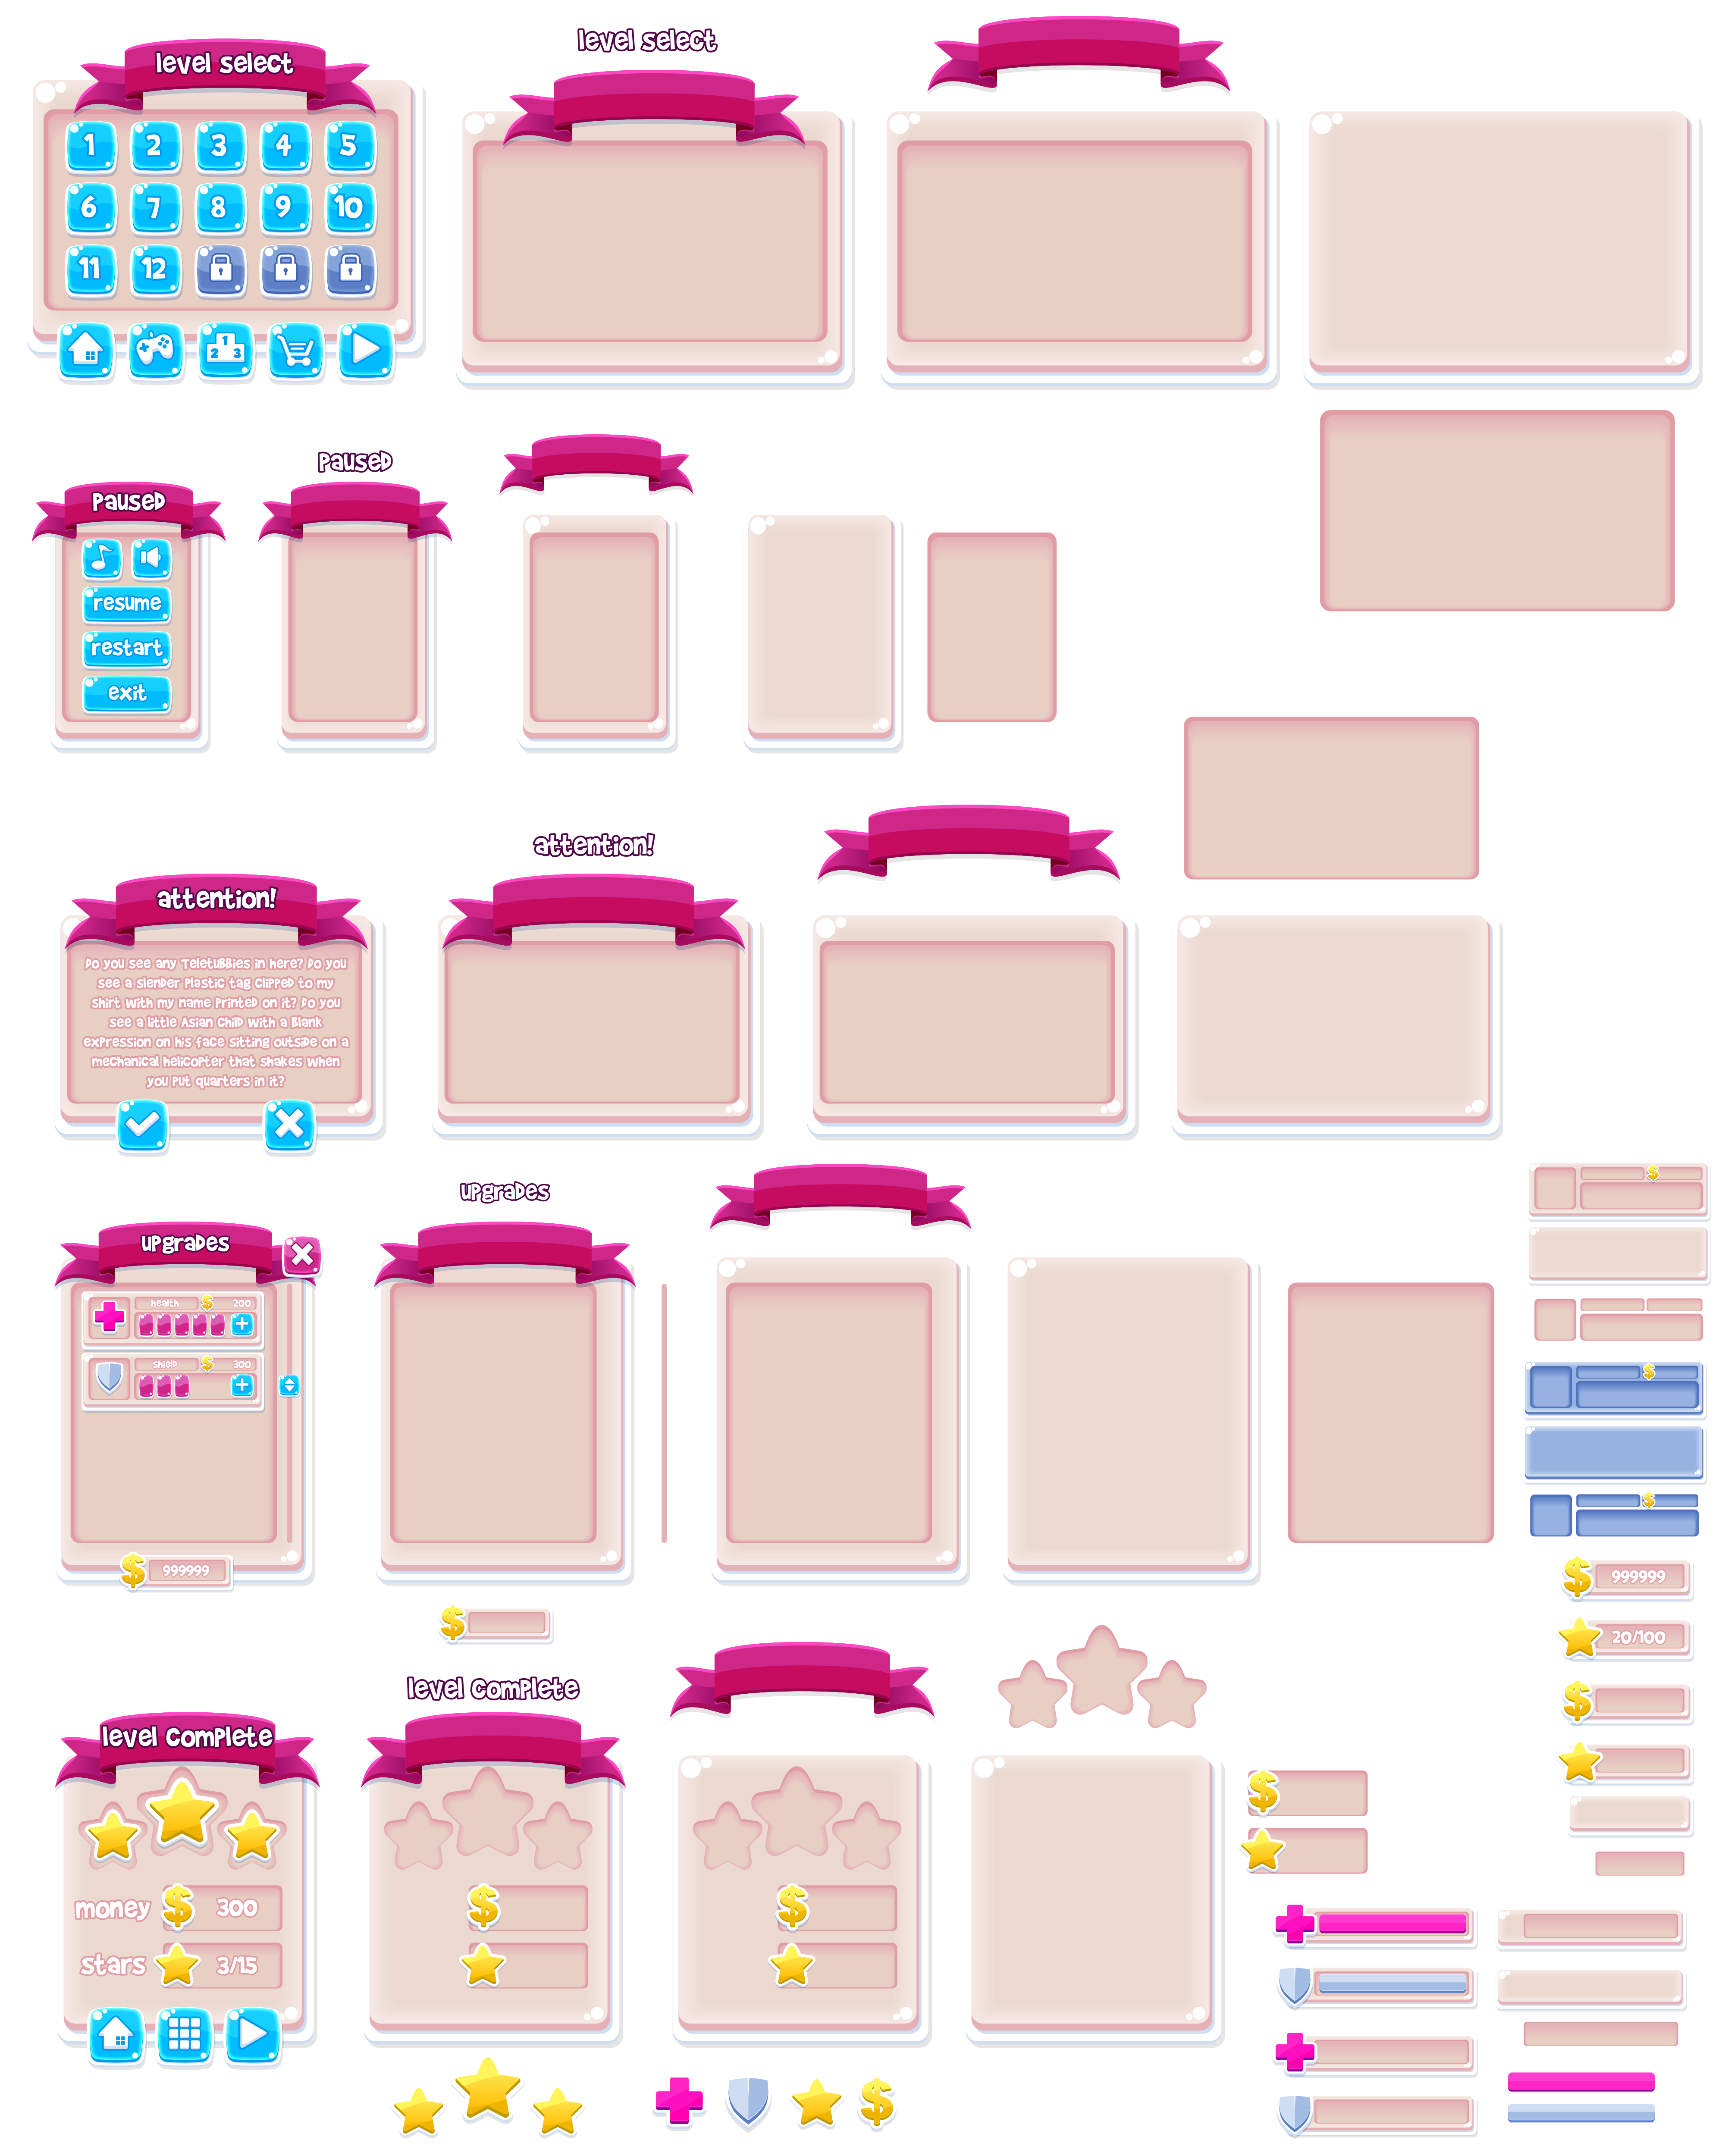 level select
level select
1 2 3 4 5
6 7 8 9 10
11 12
1
2 3
Paused
Paused
resume
restart
exit
attention!
attention!
Do you see any Teletubbies in here? Do you
see a slender plastic tag clipped to my
shirt with my name printed on it? Do you
see a little Asian child with a blank
expression on his face sitting outside on a
mechanical helicopter that shakes when
you put quarters in it?
upgrades
upgrades
health $ 200
shield $ 300
$ 999999
$
$
$
$ 999999
20/100
$
$
level complete
level complete
money $ 300
stars 3/15
$
$
$
$